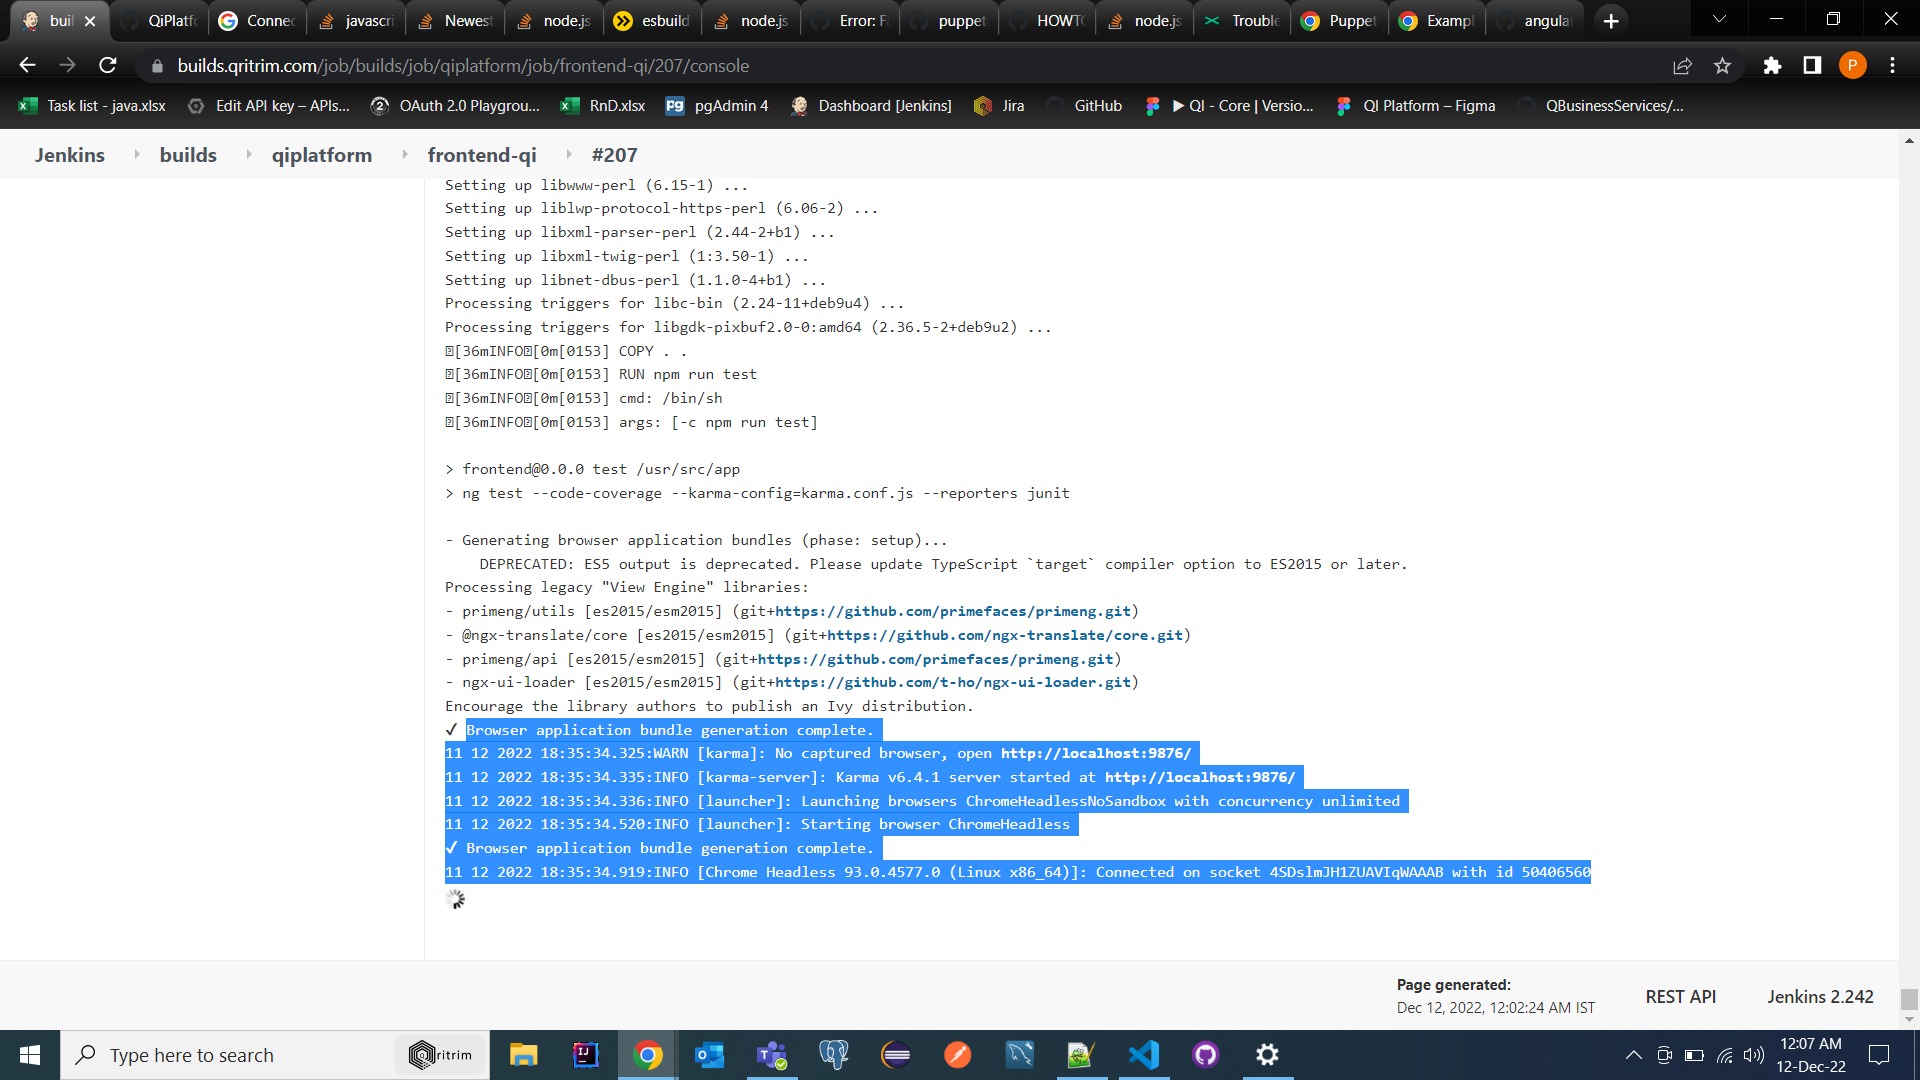 buil
QiPlatf
Connec
javascri
Newest
node.js
esbuild
node.js
Error: F
puppet
HOWTO
node.js
Trouble
Puppet
Exampl
angula
builds.qritrim.com/job/builds/job/qiplatform/job/frontend-qi/207/console
P
Task list - java.xlsx
Edit API key – APIs...
OAuth 2.0 Playgrou...
RnD.xlsx
pgAdmin 4
Dashboard [Jenkins]
Jira
GitHub
▶ QI - Core | Versio...
QI Platform – Figma
QBusinessServices/...
Jenkins builds qiplatform frontend-qi #207
Setting up libwww-perl (6.15-1) ...
Setting up liblwp-protocol-https-perl (6.06-2) ...
Setting up libxml-parser-perl (2.44-2+b1) ...
Setting up libxml-twig-perl (1:3.50-1) ...
Setting up libnet-dbus-perl (1.1.0-4+b1) ...
Processing triggers for libc-bin (2.24-11+deb9u4) ...
Processing triggers for libgdk-pixbuf2.0-0:amd64 (2.36.5-2+deb9u2) ...
[36mINFO[0m[0153] COPY . .
[36mINFO[0m[0153] RUN npm run test
[36mINFO[0m[0153] cmd: /bin/sh
[36mINFO[0m[0153] args: [-c npm run test]
> frontend@0.0.0 test /usr/src/app
> ng test --code-coverage --karma-config=karma.conf.js --reporters junit
- Generating browser application bundles (phase: setup)...
DEPRECATED: ES5 output is deprecated. Please update TypeScript `target` compiler option to ES2015 or later.
Processing legacy "View Engine" libraries:
- primeng/utils [es2015/esm2015] (git+https://github.com/primefaces/primeng.git)
- @ngx-translate/core [es2015/esm2015] (git+https://github.com/ngx-translate/core.git)
- primeng/api [es2015/esm2015] (git+https://github.com/primefaces/primeng.git)
- ngx-ui-loader [es2015/esm2015] (git+https://github.com/t-ho/ngx-ui-loader.git)
Encourage the library authors to publish an Ivy distribution.
✓ Browser application bundle generation complete.
11 12 2022 18:35:34.325:WARN [karma]: No captured browser, open http://localhost:9876/
11 12 2022 18:35:34.335:INFO [karma-server]: Karma v6.4.1 server started at http://localhost:9876/
11 12 2022 18:35:34.336:INFO [launcher]: Launching browsers ChromeHeadlessNoSandbox with concurrency unlimited
11 12 2022 18:35:34.520:INFO [launcher]: Starting browser ChromeHeadless
✓ Browser application bundle generation complete.
11 12 2022 18:35:34.919:INFO [Chrome Headless 93.0.4577.0 (Linux x86_64)]: Connected on socket 4SDslmJH1ZUAVIqWAAAB with id 50406560
Page generated:
Dec 12, 2022, 12:02:24 AM IST
REST API
Jenkins 2.242
Type here to search
Qritrim
12:07 AM
12-Dec-22